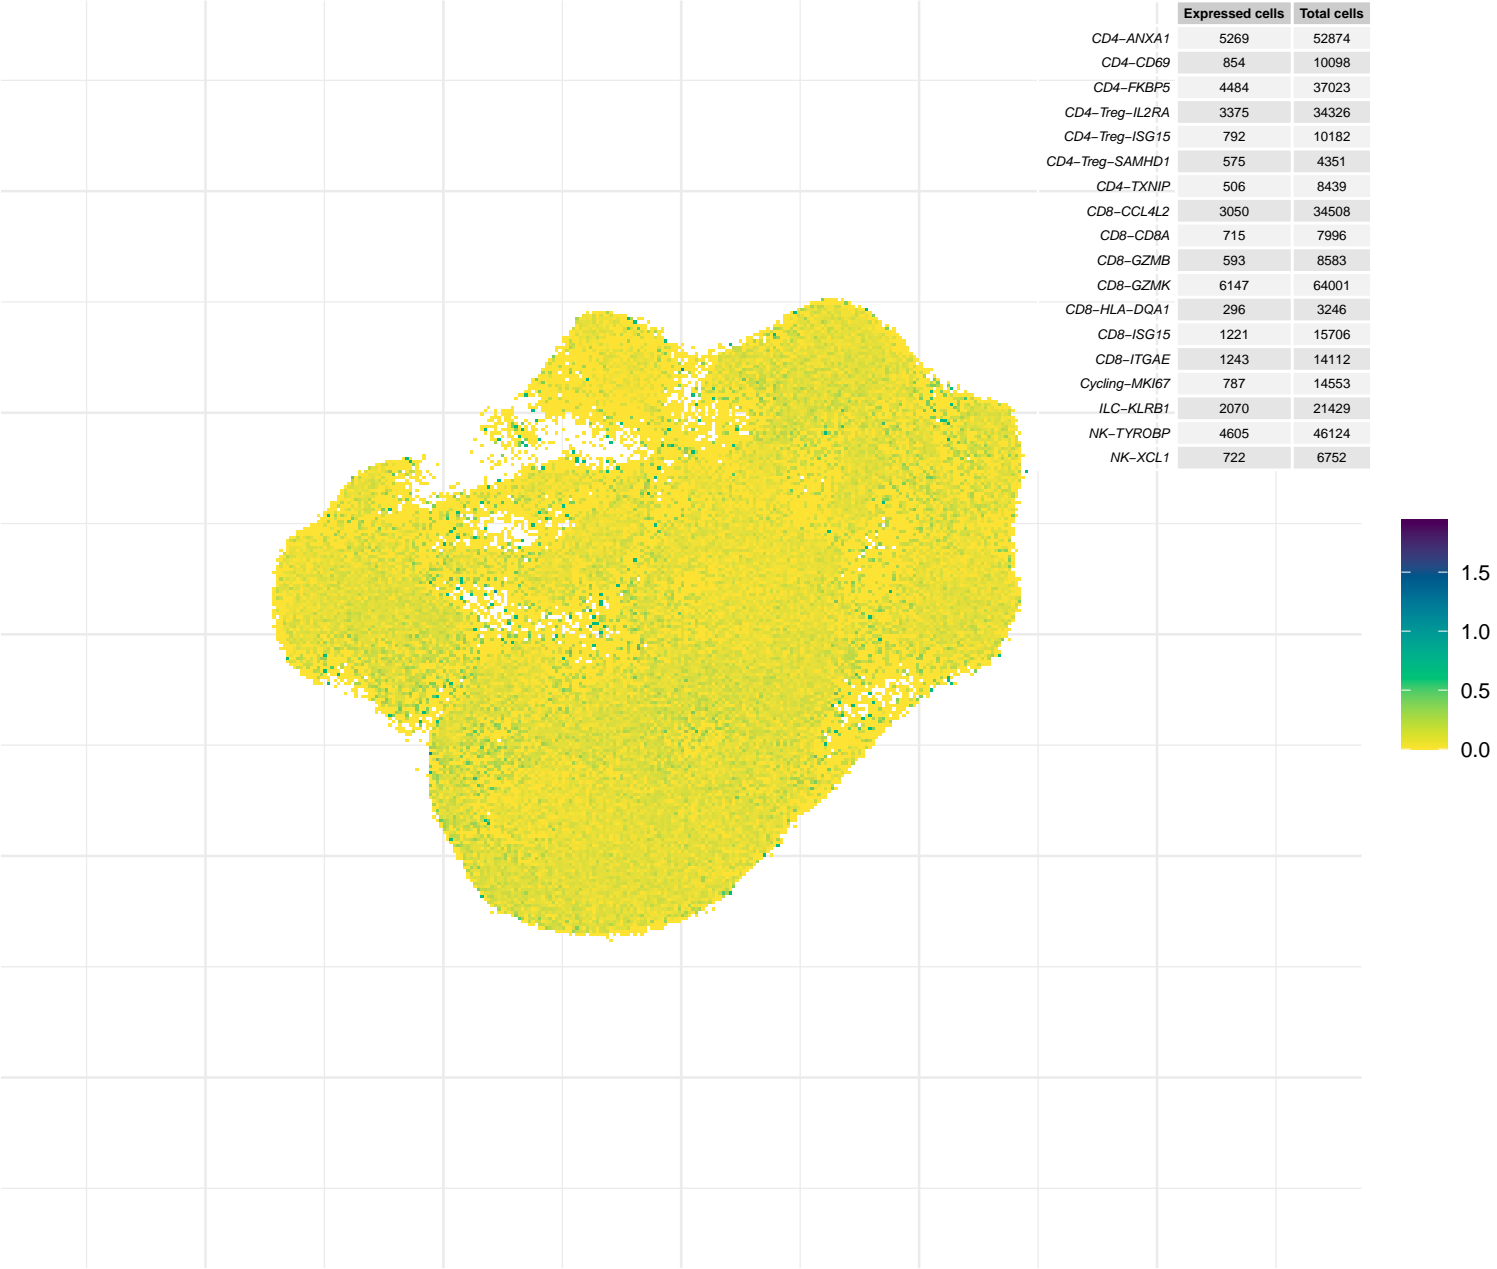 Expressed cells Total cells
CD4−ANXA1 5269 52874
CD4−CD69 854 10098
CD4−FKBP5 4484 37023
CD4−Treg−IL2RA 3375 34326
CD4−Treg−ISG15 792 10182
CD4−Treg−SAMHD1 575 4351
CD4−TXNIP 506 8439
CD8−CCL4L2 3050 34508
CD8−CD8A 715 7996
CD8−GZMB 593 8583
CD8−GZMK 6147 64001
CD8−HLA−DQA1 296 3246
CD8−ISG15 1221 15706
CD8−ITGAE 1243 14112
Cycling−MKI67 787 14553
ILC−KLRB1 2070 21429
NK−TYROBP 4605 46124
NK−XCL1 722 6752
1.5
1.0
0.5
0.0